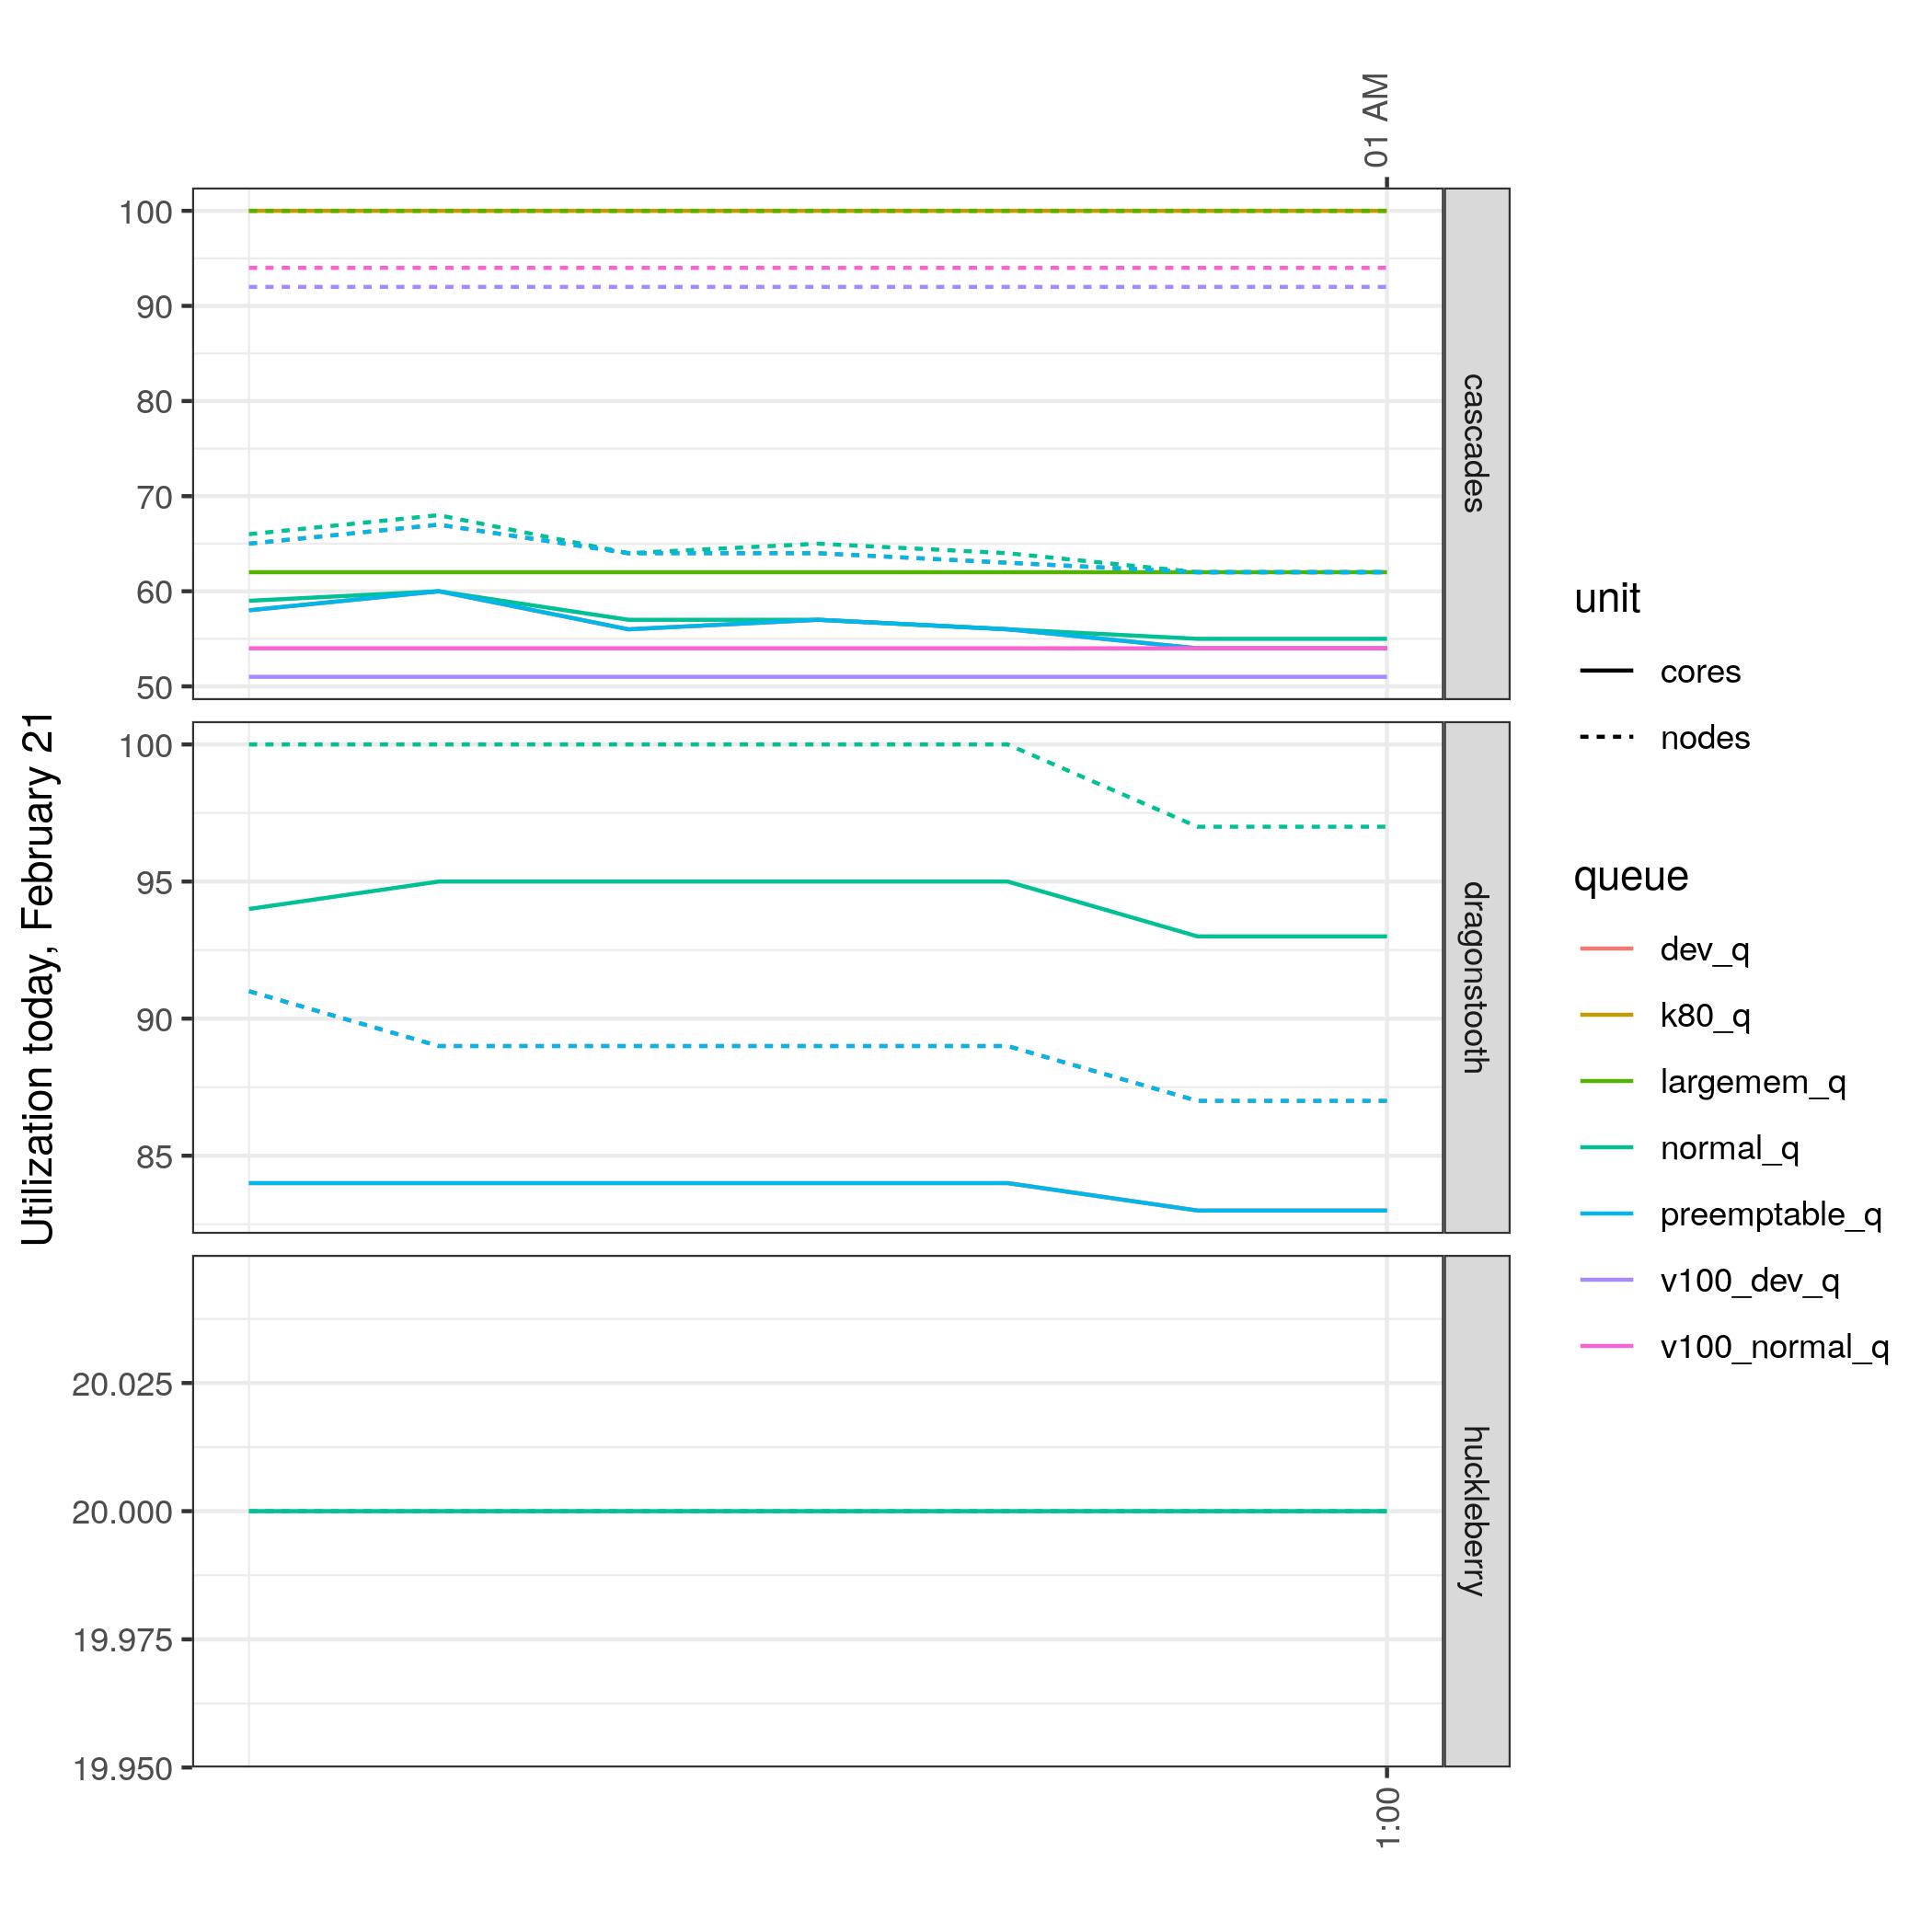 01 AM
Utilization today, February 21
100
90
80
70
60
50
cascades
100
95
90
85
dragonstooth
20.025
20.000
19.975
19.950
huckleberry
1:00
unit
cores
nodes
queue
dev_q
k80_q
largemem_q
normal_q
preemptable_q
v100_dev_q
v100_normal_q